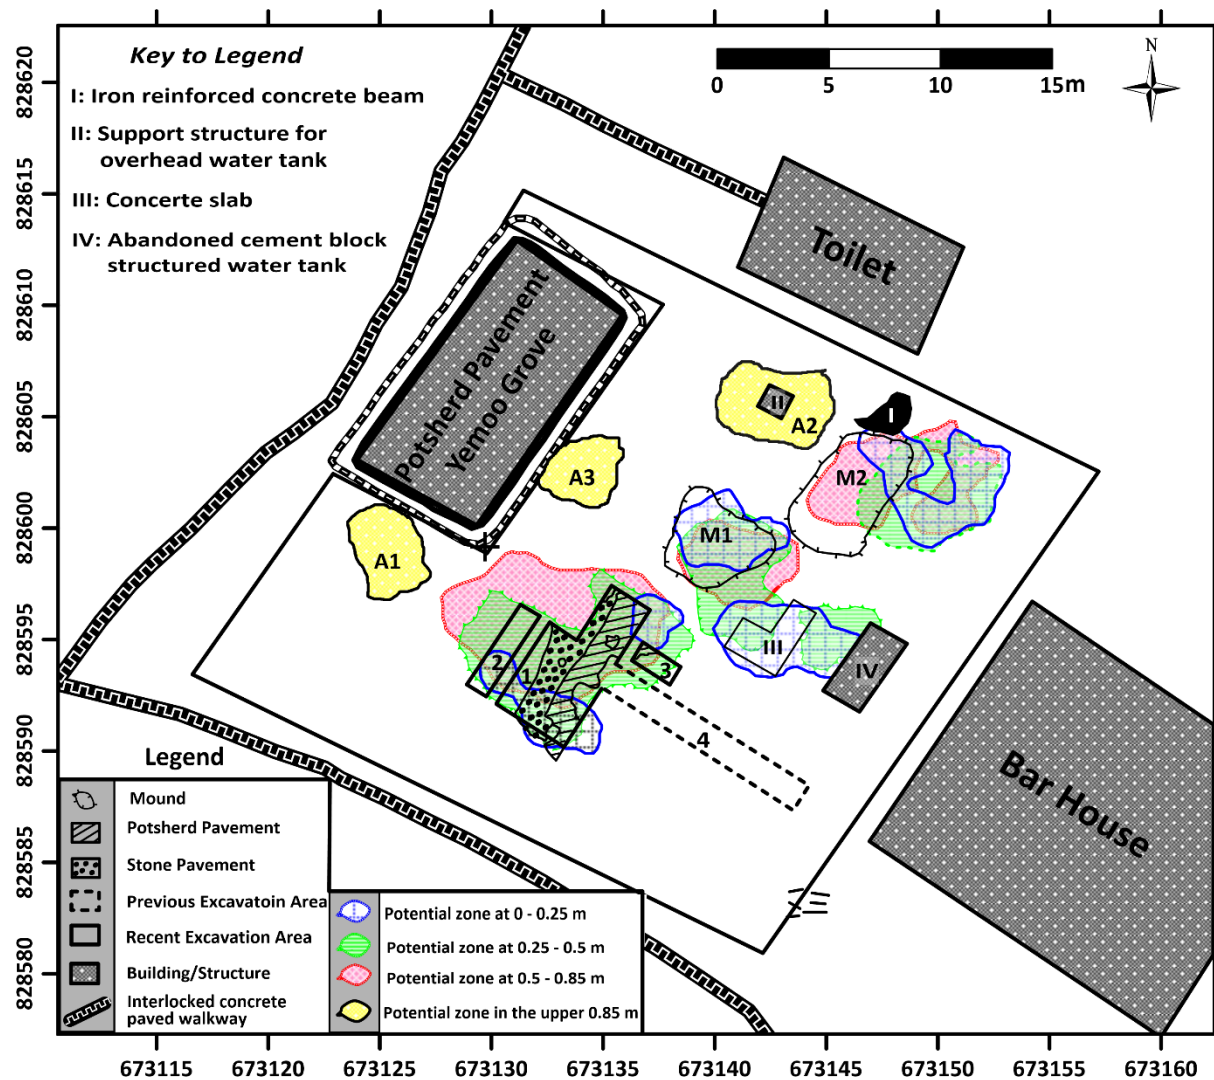 Key to Legend
I: Iron reinforced concrete beam
II: Support structure for
overhead water tank
III: Concerte slab
IV: Abandoned cement block
structured water tank
0 5 10 15m
N
828620
828615
828610
828605
828600
828595
828590
828585
828580
Toilet
Potsherd Pavement
Yemoo Grove
II
A2
I
A3
M2
M1
A1
III
IV
2
1
3
4
Bar House
Legend
Mound
Potsherd Pavement
Stone Pavement
Previous Excavatoin Area
Recent Excavation Area
Building/Structure
Interlocked concrete
paved walkway
Potential zone at 0 - 0.25 m
Potential zone at 0.25 - 0.5 m
Potential zone at 0.5 - 0.85 m
Potential zone in the upper 0.85 m
673115 673120 673125 673130 673135 673140 673145 673150 673155 673160